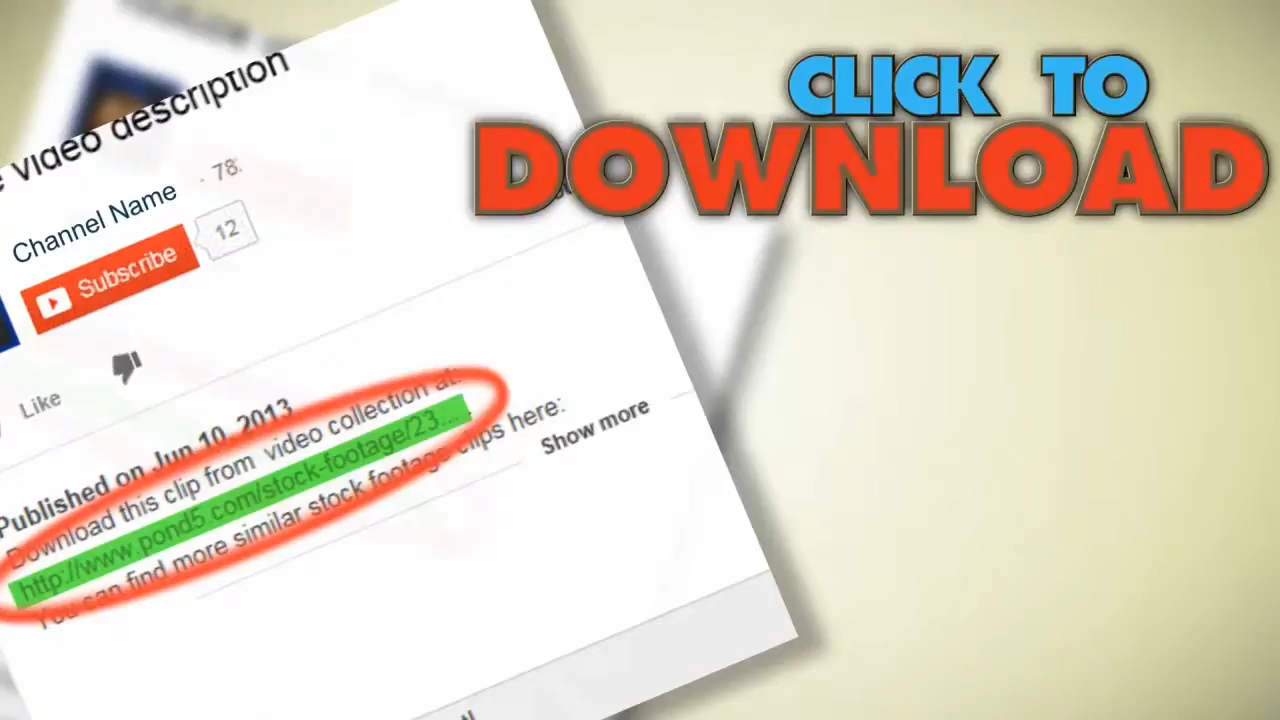 CLICK TO
DOWNLOAD
video description
Channel Name
78
Subscribe
12
Like
Published on Jun 10, 2013
Download this clip from video collection at:
http://www.pond5.com/stock-footage/23...
You can find more similar stock footage clips here:
Show more